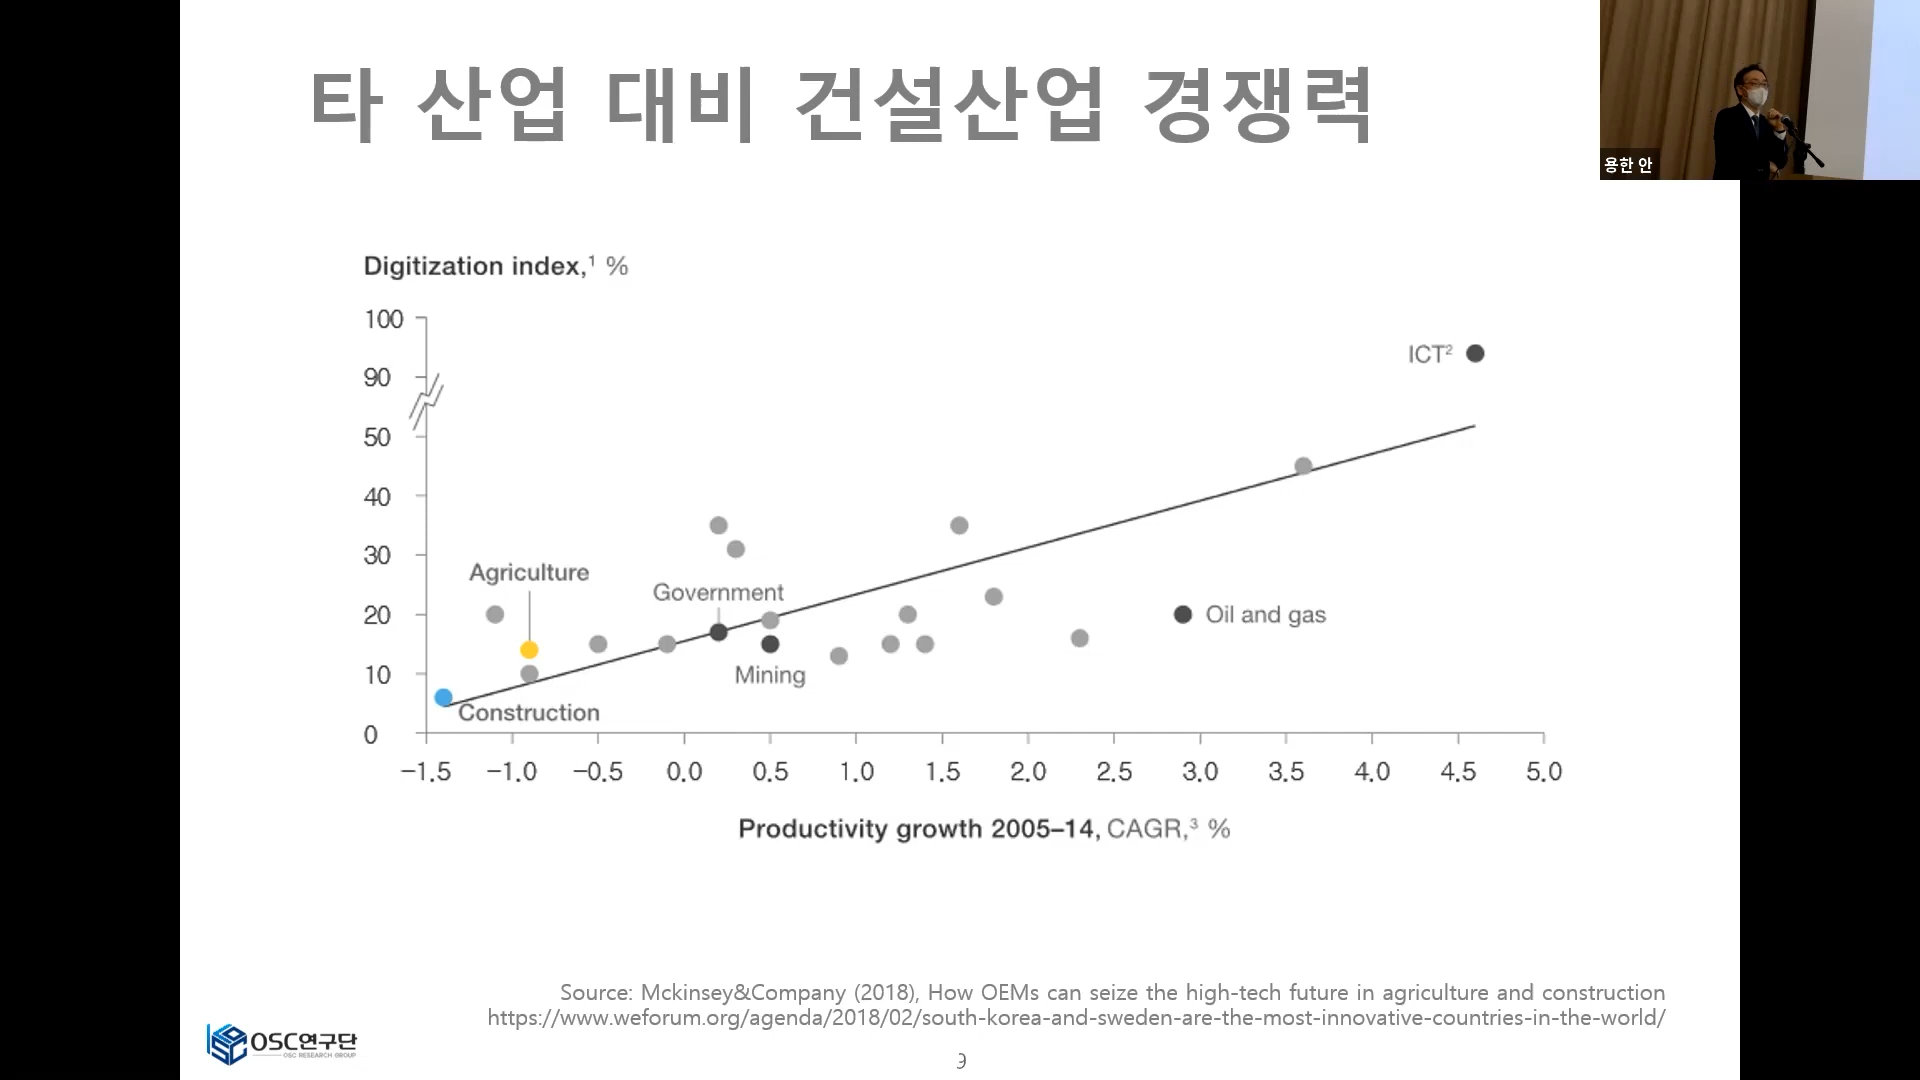 타 산업 대비 건설산업 경쟁력
용한 안
Digitization index,¹ %
100
90
50
40
30
20
10
0
ICT²
Agriculture
Government
Oil and gas
Mining
Construction
−1.5 −1.0 −0.5 0.0 0.5 1.0 1.5 2.0 2.5 3.0 3.5 4.0 4.5 5.0
Productivity growth 2005–14, CAGR,³ %
Source: Mckinsey&Company (2018), How OEMs can seize the high-tech future in agriculture and construction
https://www.weforum.org/agenda/2018/02/south-korea-and-sweden-are-the-most-innovative-countries-in-the-world/
OSC연구단
OSC RESEARCH GROUP
9